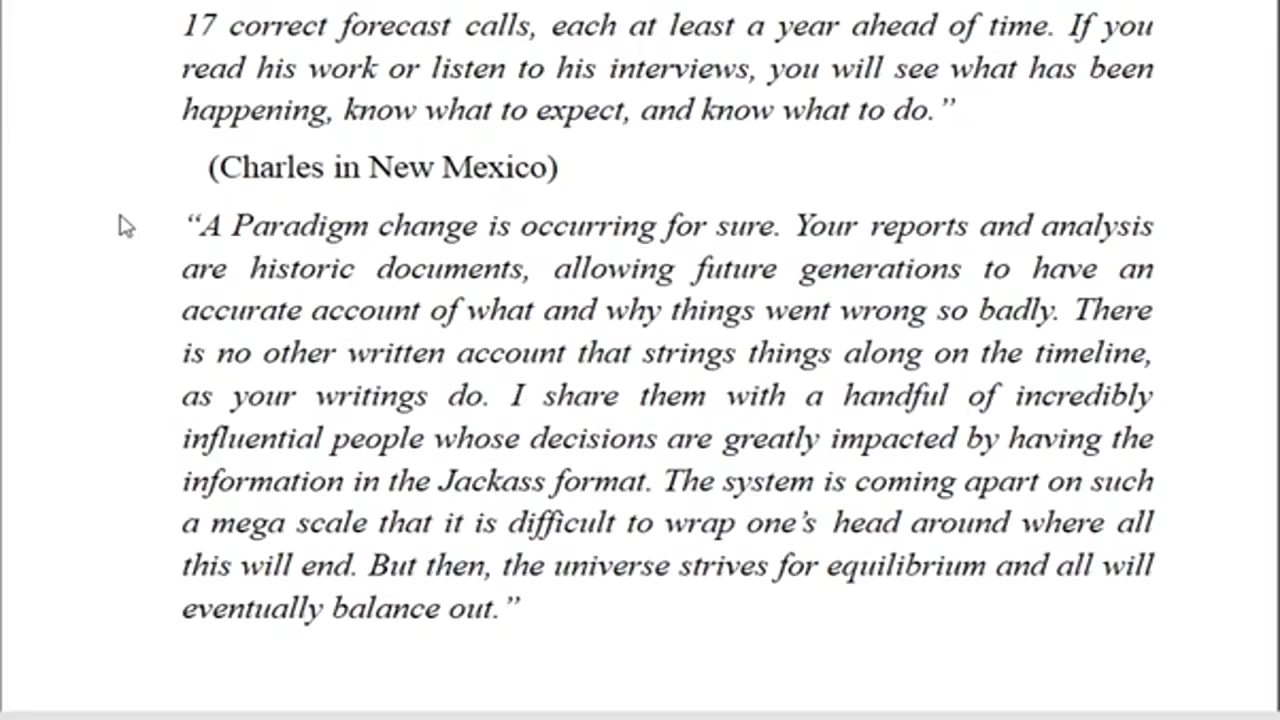 17 correct forecast calls, each at least a year ahead of time. If you
read his work or listen to his interviews, you will see what has been
happening, know what to expect, and know what to do.”
(Charles in New Mexico)
“A Paradigm change is occurring for sure. Your reports and analysis
are historic documents, allowing future generations to have an
accurate account of what and why things went wrong so badly. There
is no other written account that strings things along on the timeline,
as your writings do. I share them with a handful of incredibly
influential people whose decisions are greatly impacted by having the
information in the Jackass format. The system is coming apart on such
a mega scale that it is difficult to wrap one’s head around where all
this will end. But then, the universe strives for equilibrium and all will
eventually balance out.”